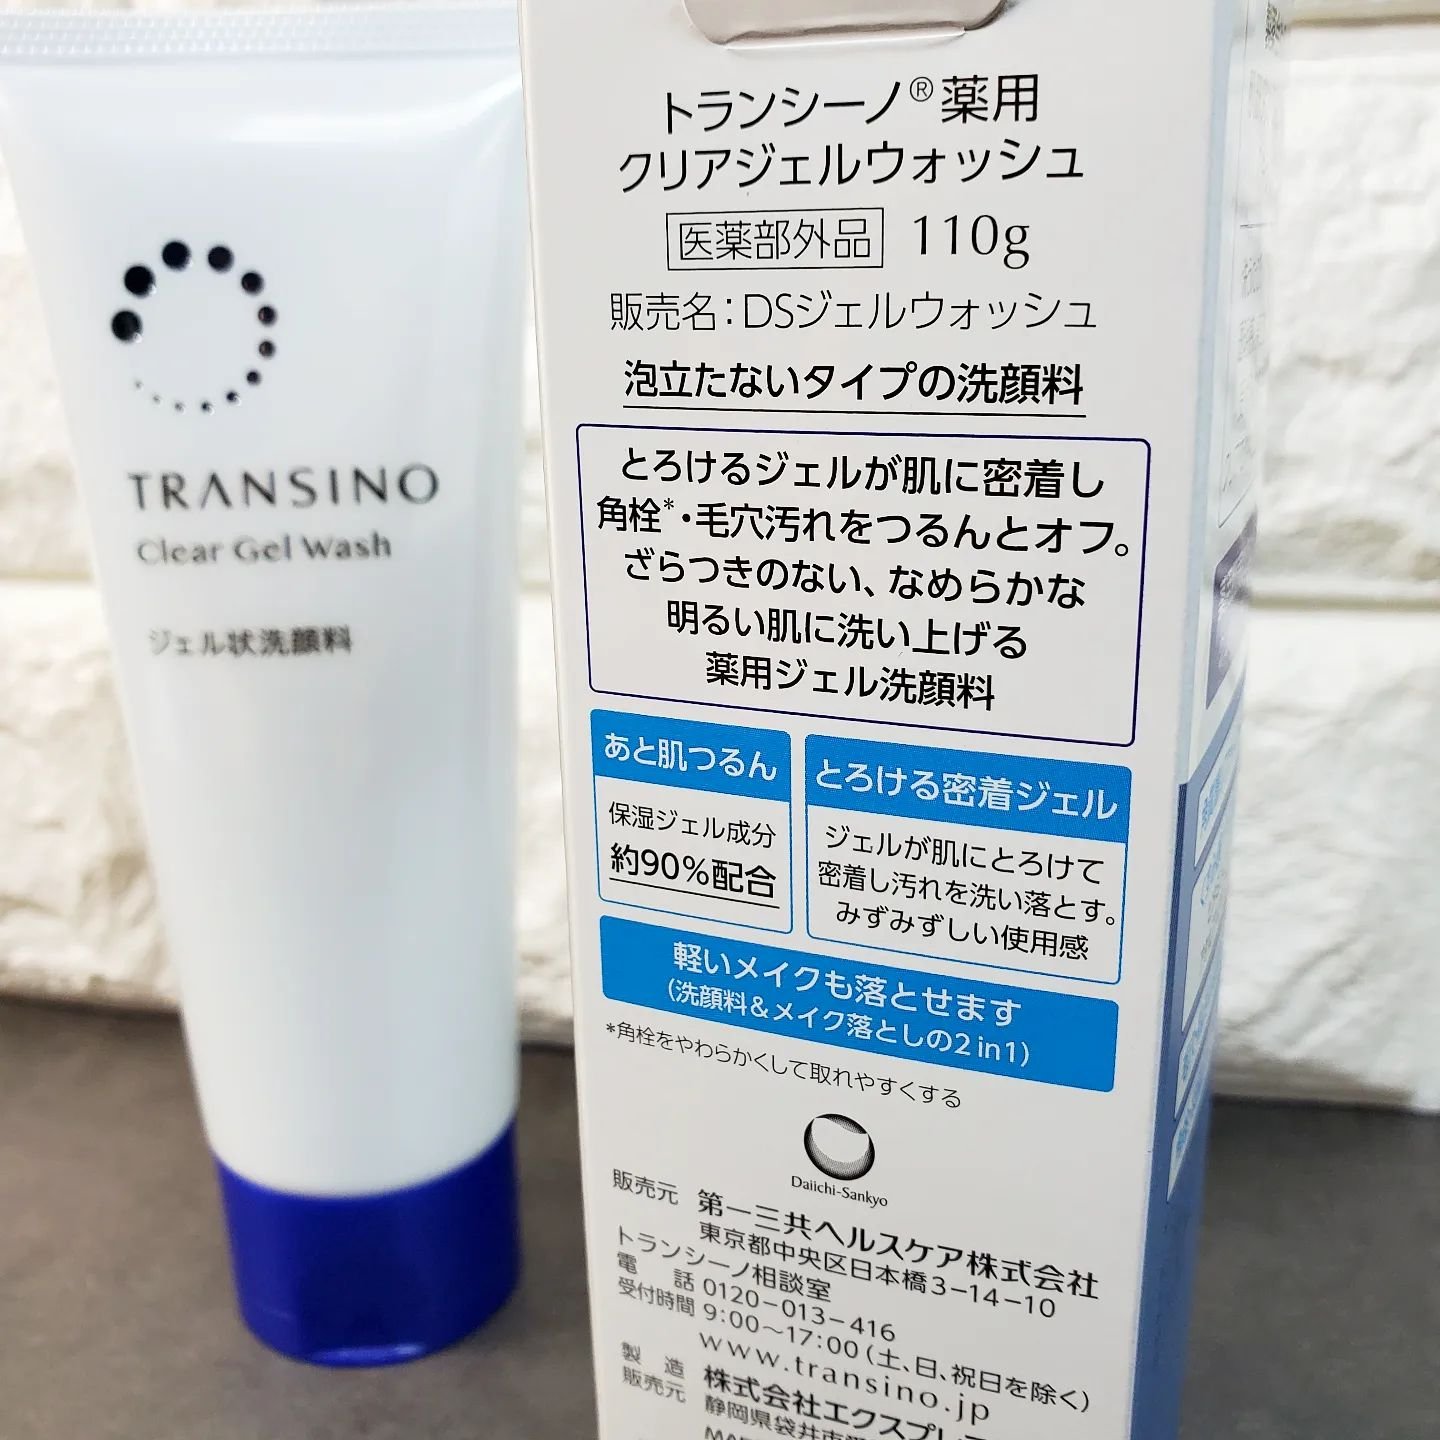 TRANSINO
Clear Gel Wash
ジェル状洗顔料
トランシーノ®薬用
クリアジェルウォッシュ
医薬部外品 110g
販売名：DSジェルウォッシュ
泡立たないタイプの洗顔料
とろけるジェルが肌に密着し
角栓*・毛穴汚れをつるんとオフ。
ざらつきのない、なめらかな
明るい肌に洗い上げる
薬用ジェル洗顔料
あと肌つるん
保湿ジェル成分
約90%配合
とろける密着ジェル
ジェルが肌にとろけて
密着し汚れを洗い落とす。
みずみずしい使用感
軽いメイクも落とせます
（洗顔料＆メイク落としの2in1）
*角栓をやわらかくして取れやすくする
Daiichi-Sankyo
販売元 第一三共ヘルスケア株式会社
東京都中央区日本橋3-14-10
トランシーノ相談室
電話 0120-013-416
受付時間 9:00～17:00（土、日、祝日を除く）
www.transino.jp
製造
販売元 株式会社エクスプレ
静岡県袋井市